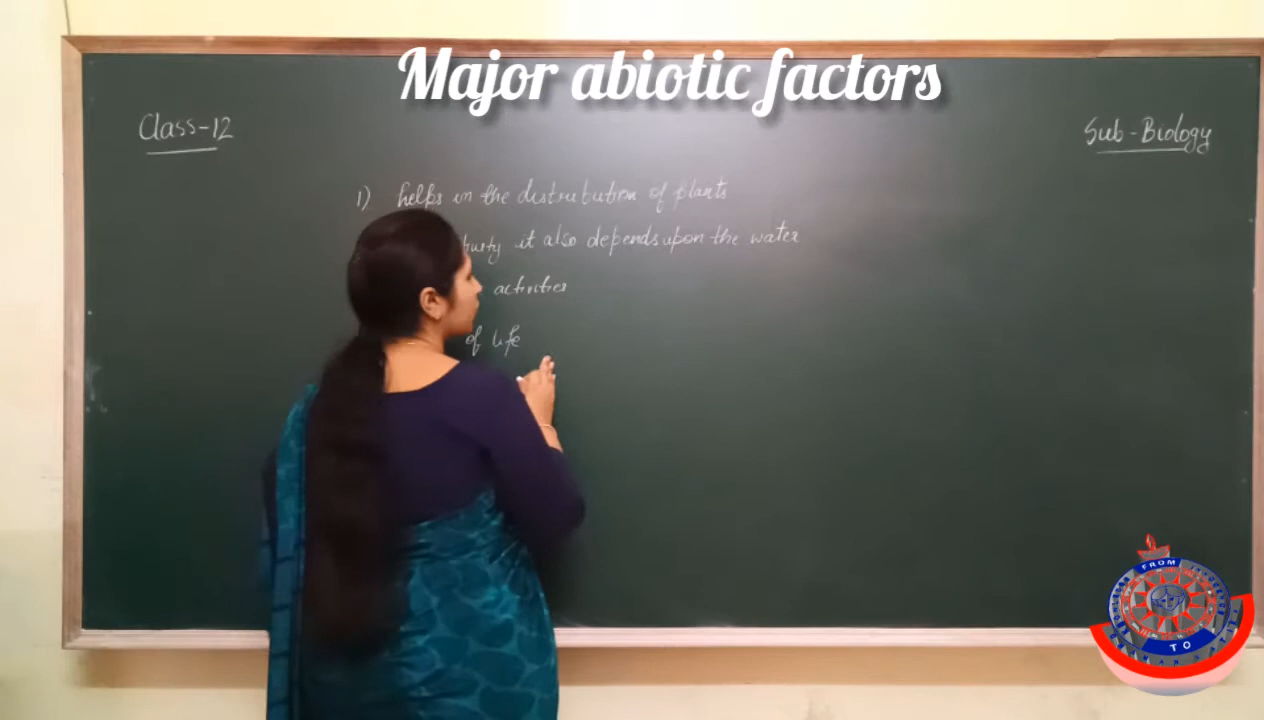 Major abiotic factors
Class-12
Sub-Biology
1) helps in the distribution of plants
it also depends upon the water
activities
of life
FROM
TO